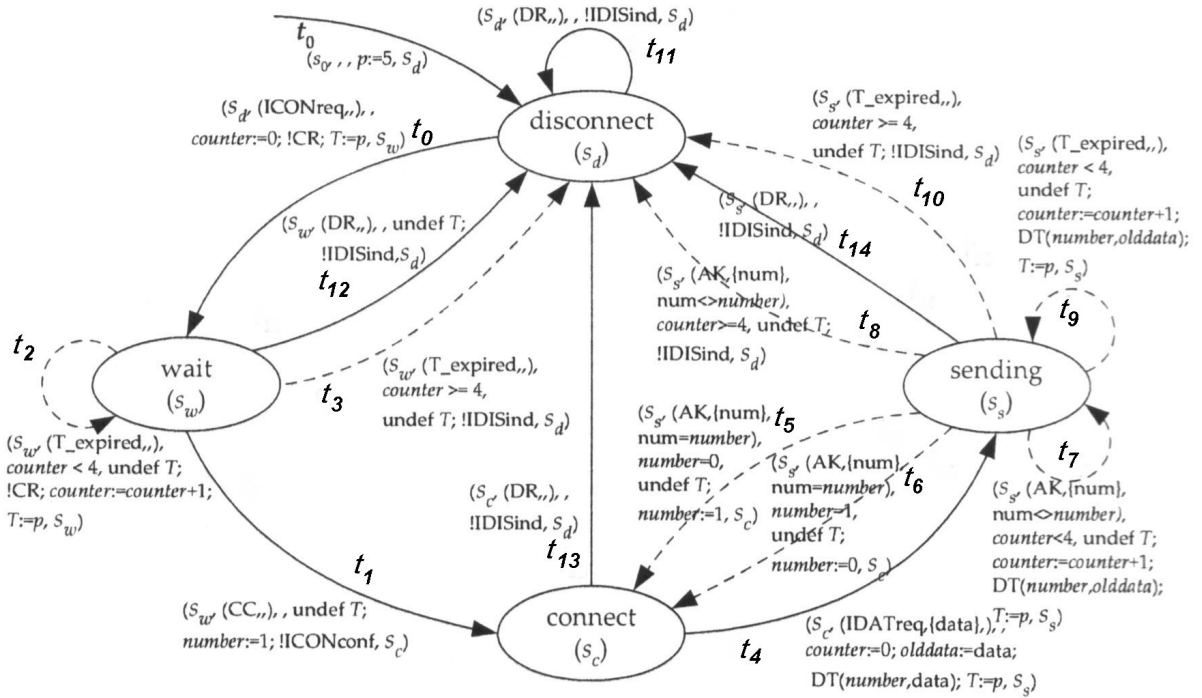 t0
(s0, , , p:=5, Sd)
(Sd, (DR,,), , !IDISind, Sd)
t11
disconnect
(Sd)
(Sd, (ICONreq,,), ,
counter:=0; !CR; T:=p, Sw)
t0
(Ss, (T_expired,,),
counter >= 4,
undef T; !IDISind, Sd)
t10
(Ss, (T_expired,,),
counter < 4,
undef T;
counter:=counter+1;
DT(number,olddata);
T:=p, Ss)
t9
(Sw, (DR,,), , undef T;
!IDISind,Sd)
t12
(Ss, (DR,,), ,
!IDISind, Sd)
t14
(Ss, (AK,{num},
num<>number),
counter>=4, undef T;
!IDISind, Sd)
t8
t2
wait
(Sw)
t3
(Sw, (T_expired,,),
counter >= 4,
undef T; !IDISind, Sd)
sending
(Ss)
(Sw, (T_expired,,),
counter < 4, undef T;
!CR; counter:=counter+1;
T:=p, Sw)
(Ss, (AK,{num},
num=number),
number=0,
undef T;
number:=1, Sc)
t5
(Ss, (AK,{num},
num=number),
number=1,
undef T;
number:=0, Sc)
t6
t7
(Ss, (AK,{num},
num<>number),
counter<4, undef T;
counter:=counter+1;
DT(number,olddata);
T:=p, Ss)
(Sc, (DR,,), ,
!IDISind, Sd)
t13
t1
(Sw, (CC,,), , undef T;
number:=1; !ICONconf, Sc)
connect
(Sc)
t4
(Sc, (IDATreq,{data},), ,
counter:=0; olddata:=data;
DT(number,data); T:=p, Ss)